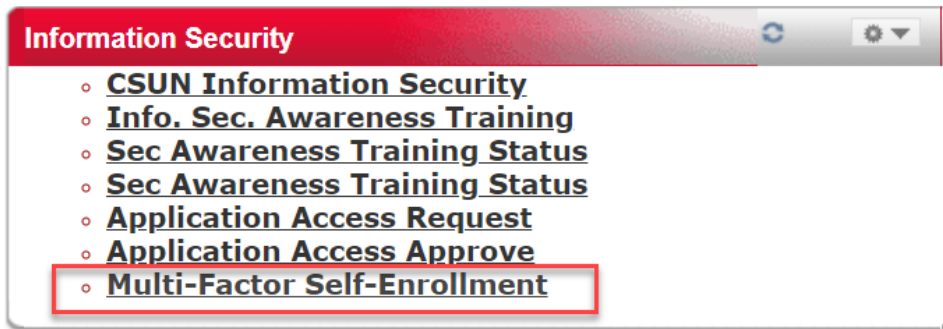 Information Security
CSUN Information Security
Info. Sec. Awareness Training
Sec Awareness Training Status
Sec Awareness Training Status
Application Access Request
Application Access Approve
Multi-Factor Self-Enrollment